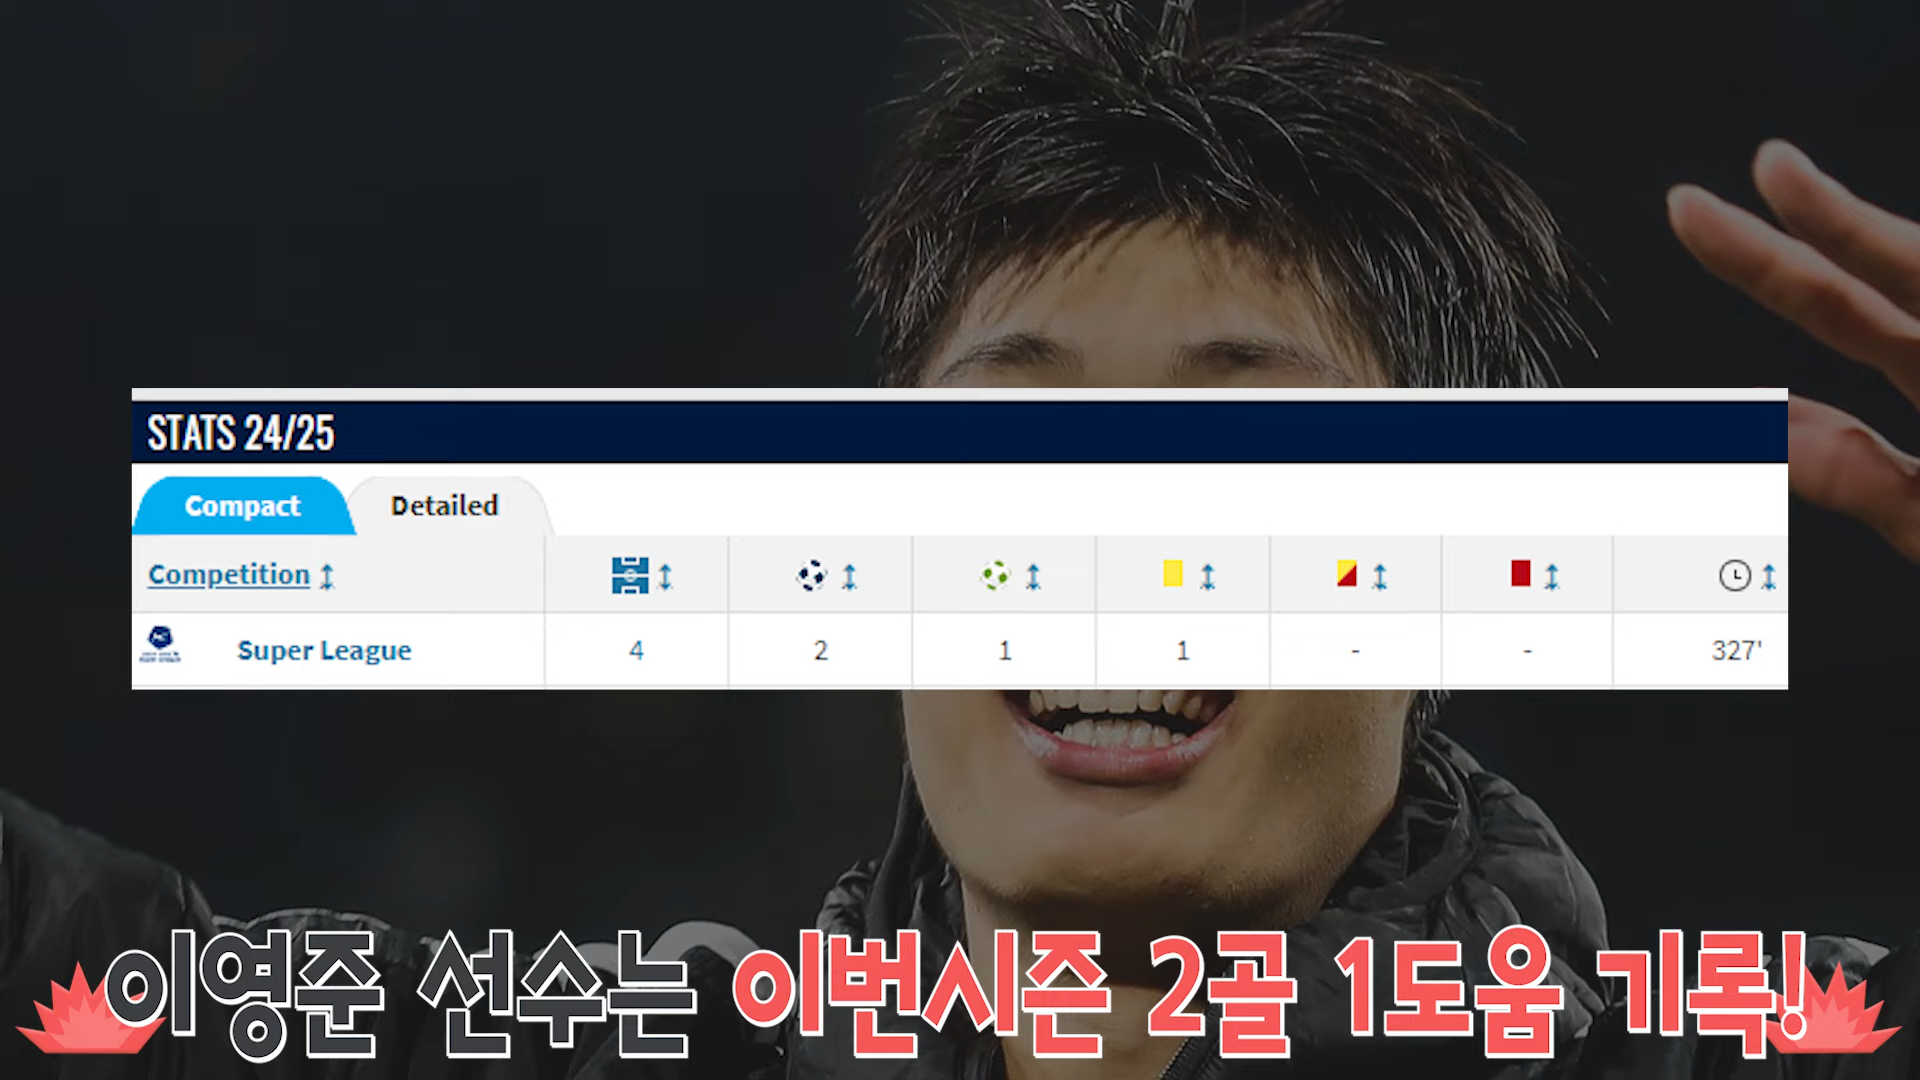 STATS 24/25
Compact Detailed
Competition
Super League 4 2 1 1 - - 327'
이영준 선수는 이번시즌 2골 1도움 기록!